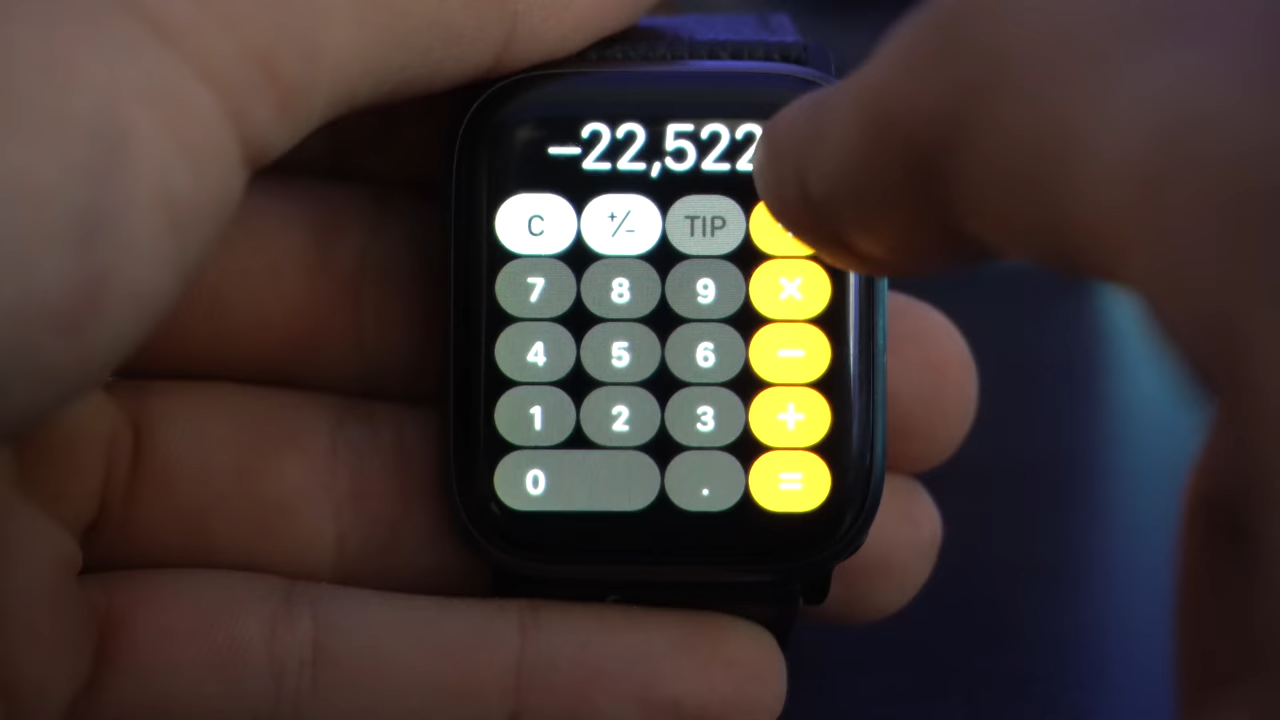 −22,522
C +/− TIP
7 8 9 ×
4 5 6 −
1 2 3 +
0 . =